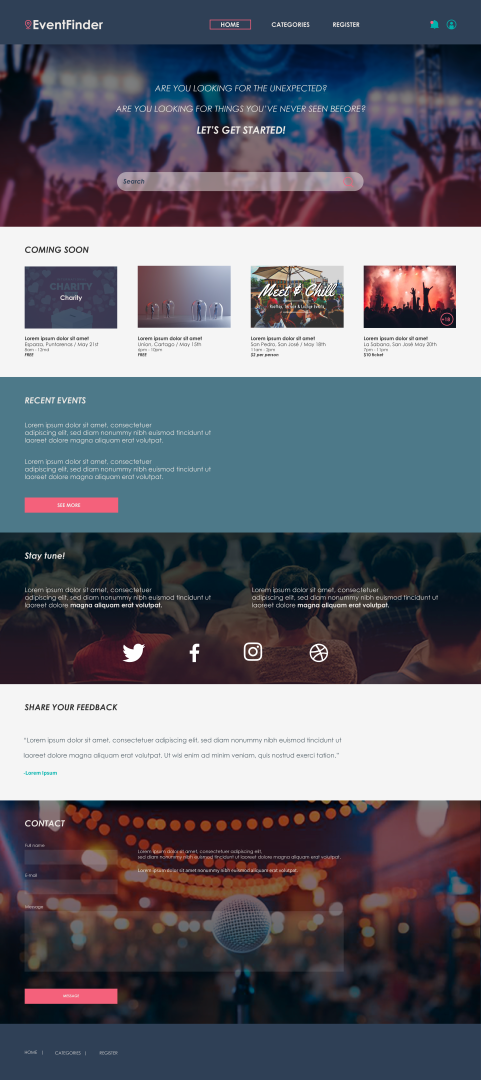 EventFinder
HOME CATEGORIES REGISTER
ARE YOU LOOKING FOR THE UNEXPECTED?
ARE YOU LOOKING FOR THINGS YOU'VE NEVER SEEN BEFORE?
LET'S GET STARTED!
Search
COMING SOON
CHARITY
Charity
Lorem ipsum dolor sit amet
Esparza, Puntarenas / May 21st
8am - 12md
FREE
Lorem ipsum dolor sit amet
Union, Cartago / May 15th
6pm - 10pm
FREE
Meet & Chill
Lorem ipsum dolor sit amet
San Pedro, San José / May 18th
11am - 3pm
$2 per person
+18
Lorem ipsum dolor sit amet
La Sabana, San José May 20th
7pm - 11pm
$10 ticket
RECENT EVENTS
Lorem ipsum dolor sit amet, consectetuer
adipiscing elit, sed diam nonummy nibh euismod tincidunt ut
laoreet dolore magna aliquam erat volutpat.
Lorem ipsum dolor sit amet, consectetuer
adipiscing elit, sed diam nonummy nibh euismod tincidunt ut
laoreet dolore magna aliquam erat volutpat.
SEE MORE
Stay tune!
Lorem ipsum dolor sit amet, consectetuer
adipiscing elit, sed diam nonummy nibh euismod tincidunt ut
laoreet dolore magna aliquam erat volutpat.
Lorem ipsum dolor sit amet, consectetuer
adipiscing elit, sed diam nonummy nibh euismod tincidunt ut
laoreet dolore magna aliquam erat volutpat.
SHARE YOUR FEEDBACK
"Lorem ipsum dolor sit amet, consectetuer adipiscing elit, sed diam nonummy nibh euismod tincidunt ut
laoreet dolore magna aliquam erat volutpat. Ut wisi enim ad minim veniam, quis nostrud exerci tation."
-Lorem Ipsum
CONTACT
Full name
E-mail
Message
Lorem ipsum dolor sit amet, consectetuer adipiscing elit,
sed diam nonummy nibh euismod tincidunt ut laoreet dolore magna aliquam erat volutpat.
Lorem ipsum dolor sit amet nonummy nibh euismod tincidunt ut laoreet dolore magna aliquam erat volutpat.
MESSAGE
HOME | CATEGORIES | REGISTER